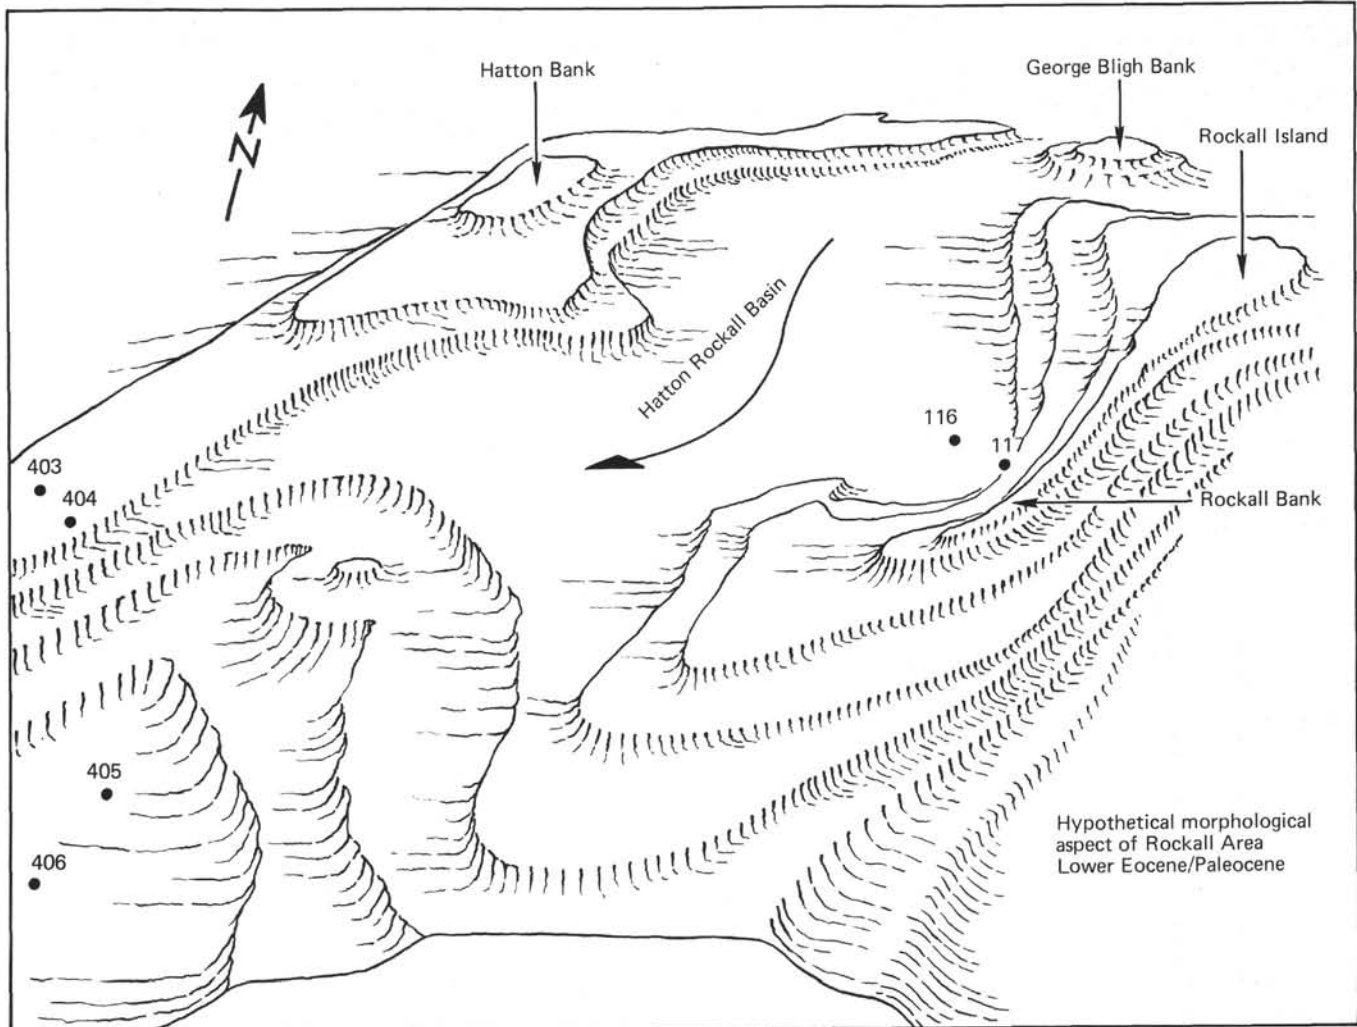 Hatton Bank
George Bligh Bank
Rockall Island
N
Hatton Rockall Basin
116
117
403
404
Rockall Bank
405
406
Hypothetical morphological
aspect of Rockall Area
Lower Eocene/Paleocene